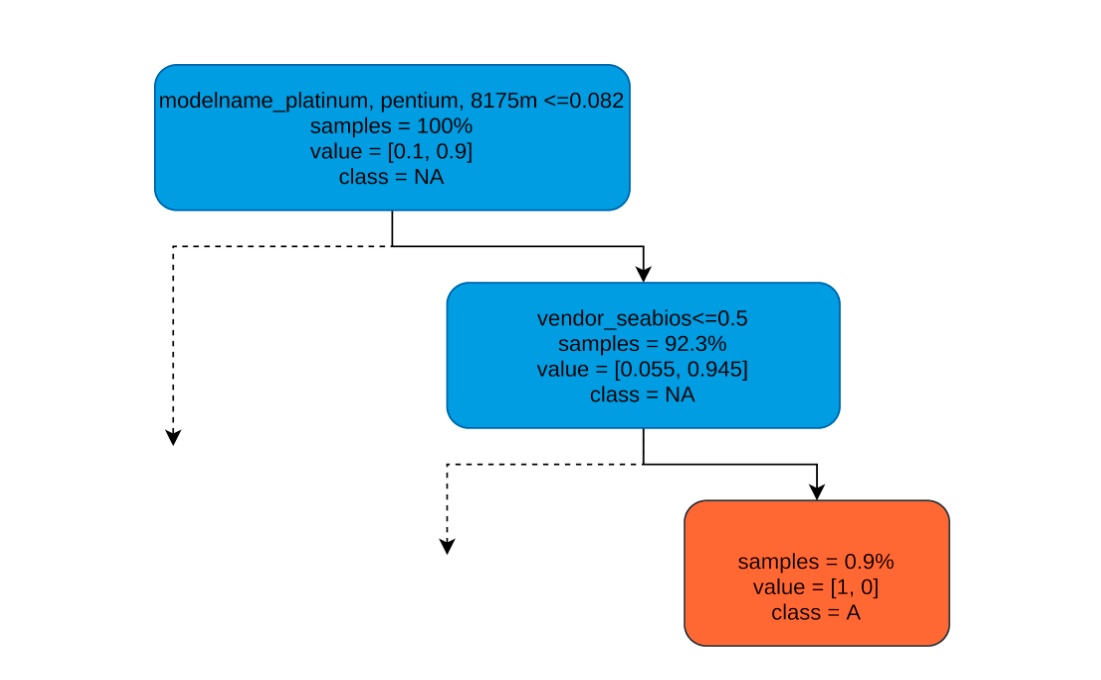 modelname_platinum, pentium, 8175m <=0.082
samples = 100%
value = [0.1, 0.9]
class = NA
vendor_seabios<=0.5
samples = 92.3%
value = [0.055, 0.945]
class = NA
samples = 0.9%
value = [1, 0]
class = A